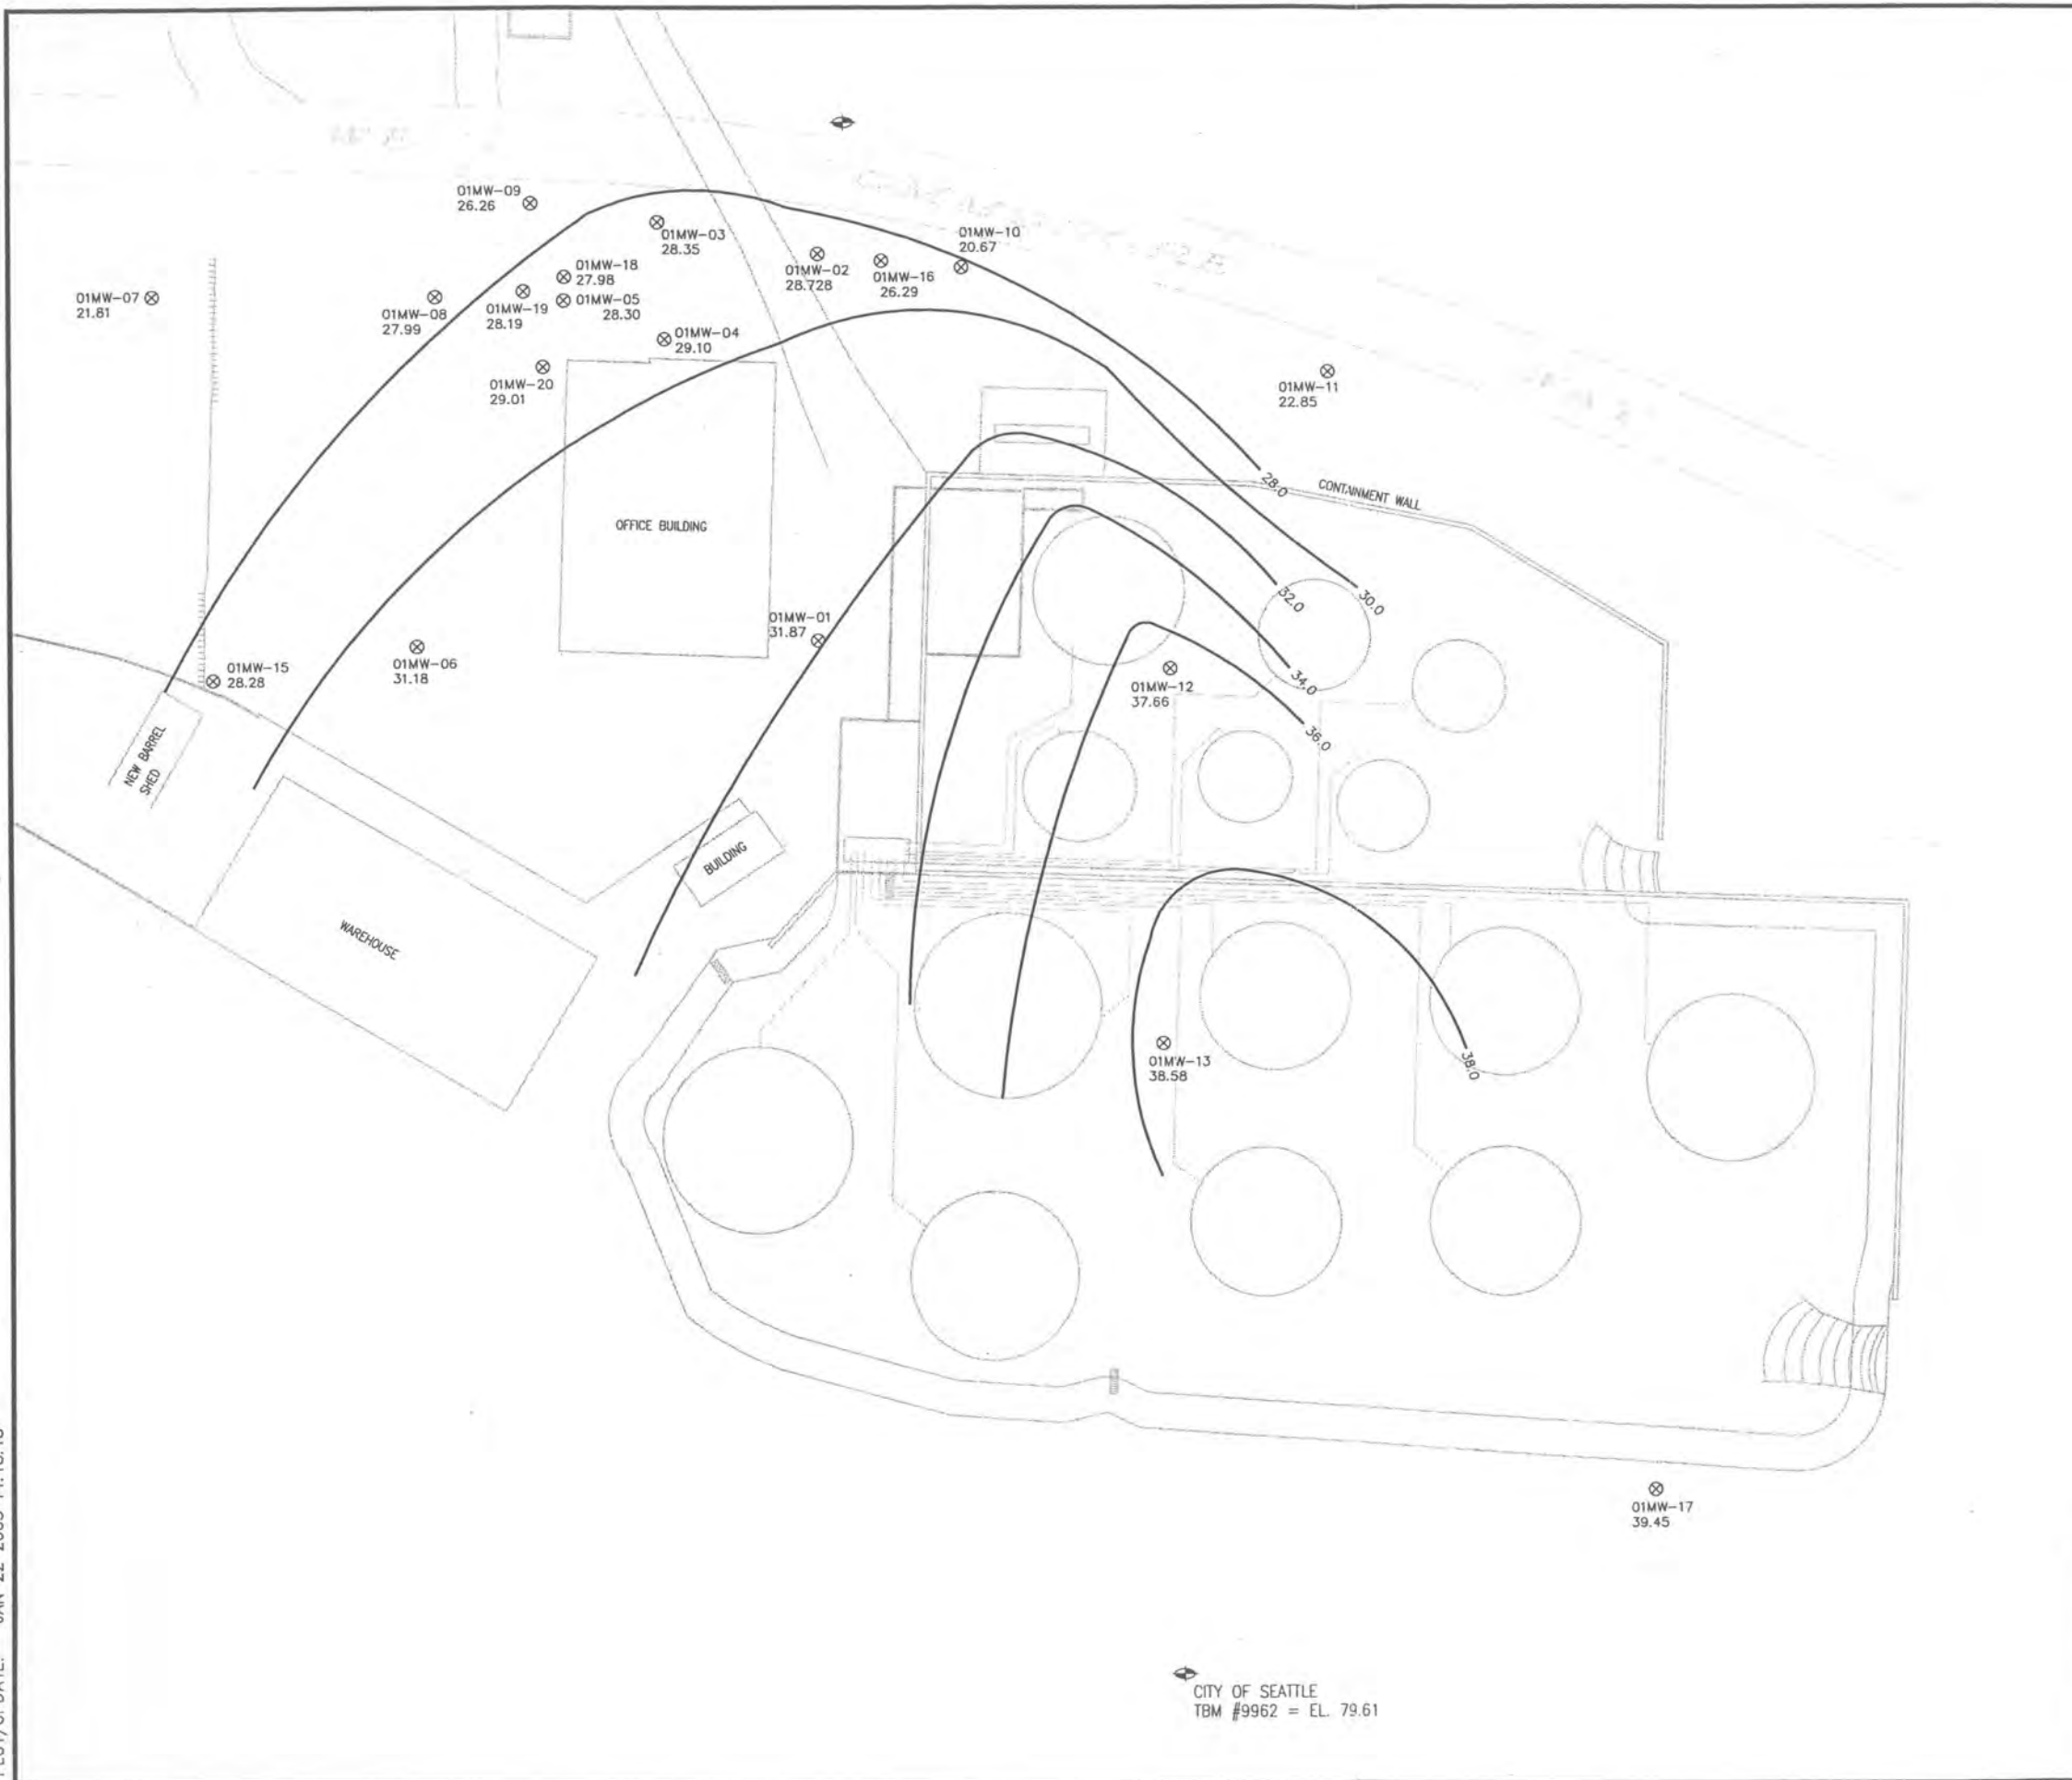 01MW-09
26.26
01MW-03
28.35
01MW-10
20.67
01MW-18
27.98
01MW-02
28.728
01MW-16
26.29
01MW-07
21.81
01MW-08
27.99
01MW-19
28.19
01MW-05
28.30
01MW-04
29.10
01MW-20
29.01
01MW-11
22.85
28.0
CONTAINMENT WALL
OFFICE BUILDING
30.0
32.0
01MW-01
31.87
01MW-06
31.18
01MW-15
28.28
34.0
01MW-12
37.66
36.0
NEW BARREL
SHED
BUILDING
WAREHOUSE
01MW-13
38.58
38.0
01MW-17
39.45
CITY OF SEATTLE
TBM #9962 = EL. 79.61